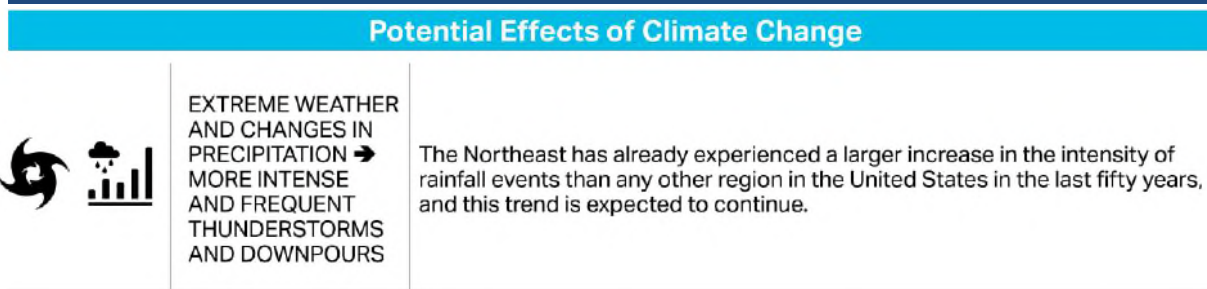 Potential Effects of Climate Change
EXTREME WEATHER
AND CHANGES IN
PRECIPITATION ➔
MORE INTENSE
AND FREQUENT
THUNDERSTORMS
AND DOWNPOURS
The Northeast has already experienced a larger increase in the intensity of
rainfall events than any other region in the United States in the last fifty years,
and this trend is expected to continue.